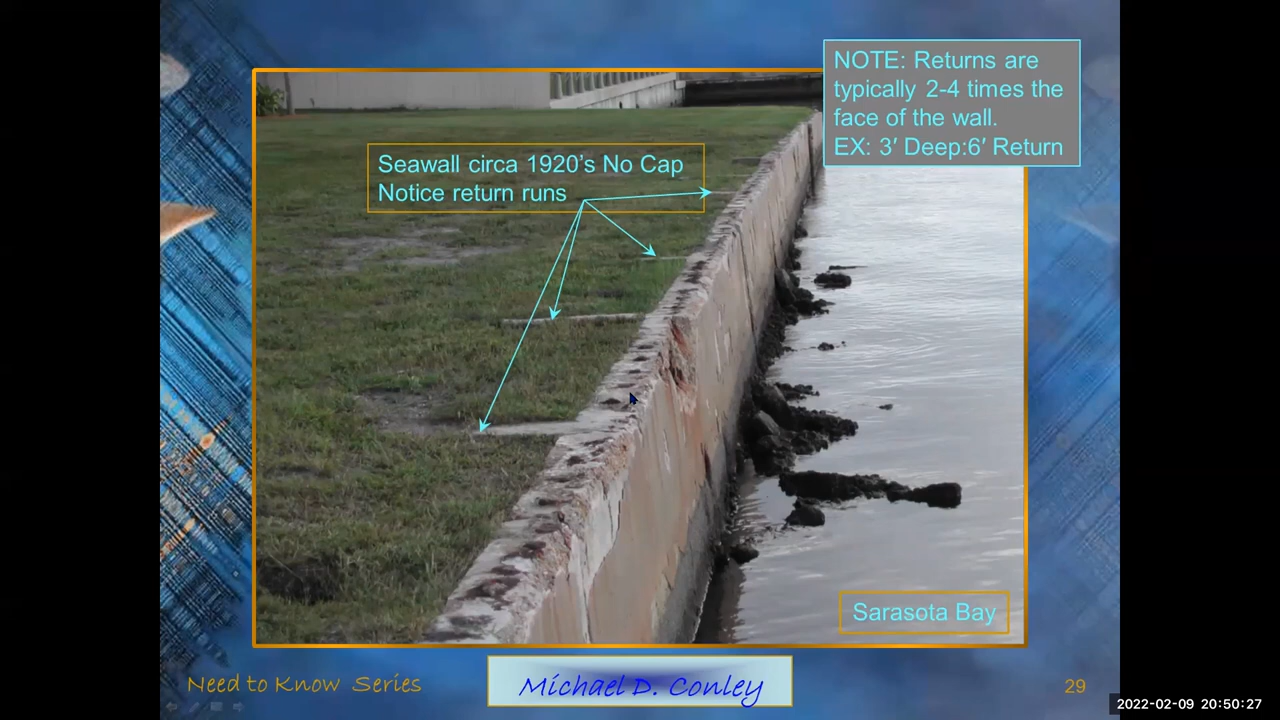 NOTE: Returns are
typically 2-4 times the
face of the wall.
EX: 3′ Deep:6′ Return
Seawall circa 1920’s No Cap
Notice return runs
Sarasota Bay
Need to Know Series
Michael D. Conley
29
2022-02-09 20:50:27